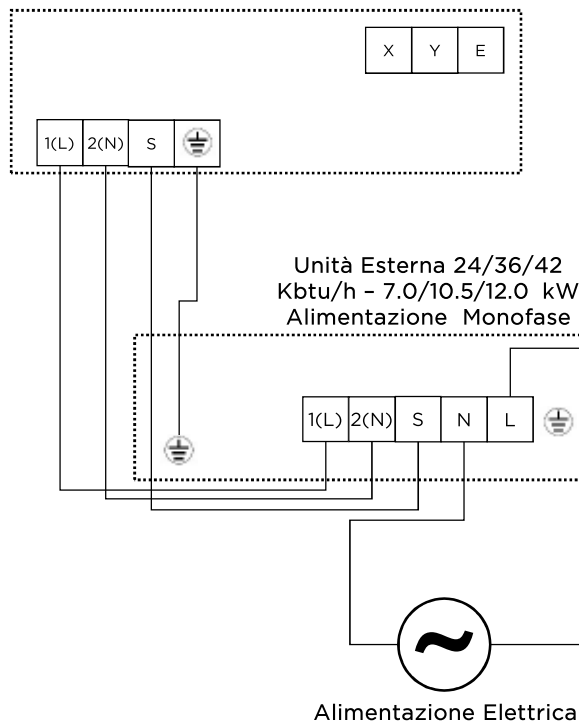 X Y E
1(L) 2(N) S
Unità Esterna 24/36/42
Kbtu/h - 7.0/10.5/12.0 kW
Alimentazione Monofase
1(L) 2(N) S N L
Alimentazione Elettrica